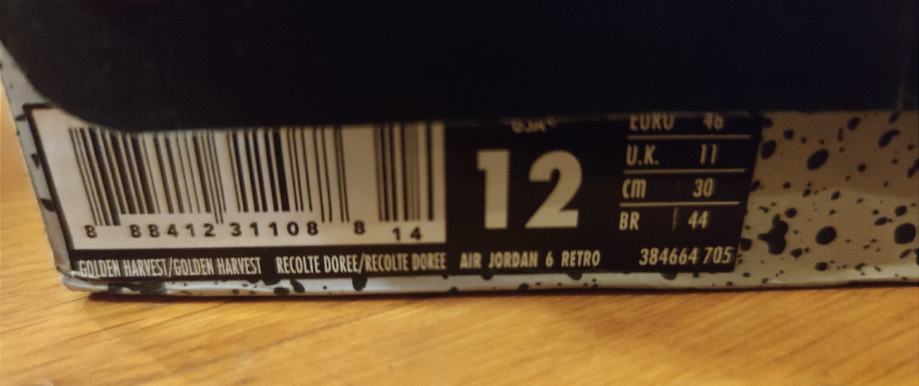 USA
12
EURO 46
U.K. 11
cm 30
BR 44
8 88412 31108 8 14
GOLDEN HARVEST/GOLDEN HARVEST RECOLTE DOREE/RECOLTE DOREE AIR JORDAN 6 RETRO 384664 705